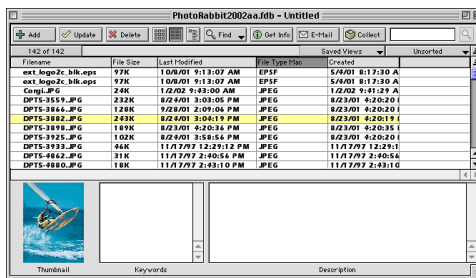 PhotoRabbit2002aa.fdb - Untitled
Add Update Delete Find Get Info E-Mail Collect
142 of 142 Saved Views Unsorted
Filename File Size Last Modified File Type Mac Created
ext_logo2c_blk.eps 97K 10/8/01 9:13:07 AM EPSF 5/4/01 8:17:30 A
ext_logo2c_blk.eps 97K 10/8/01 9:13:07 AM EPSF 5/4/01 8:17:30 A
Corgi.JPG 24K 1/2/02 9:43:00 AM JPEG 1/2/02 9:41:29 A
DPTS-3559.JPG 232K 8/24/01 3:03:05 PM JPEG 8/23/01 4:20:20
DPTS-3866.JPG 128K 9/28/01 2:09:06 PM JPEG 8/23/01 4:20:20
DPTS-3882.JPG 243K 8/24/01 3:04:19 PM JPEG 8/23/01 4:20:19
DPTS-3898.JPG 189K 8/23/01 4:20:36 PM JPEG 8/23/01 4:20:35
DPTS-3925.JPG 102K 8/24/01 3:58:56 PM JPEG 8/23/01 4:20:20
DPTS-3933.JPG 46K 11/17/97 12:29:12 PM JPEG 11/17/97 12:29:1
DPTS-4862.JPG 31K 11/17/97 2:40:56 PM JPEG 11/17/97 2:40:56
DPTS-4880.JPG 18K 11/17/97 2:43:10 PM JPEG 11/17/97 2:43:10
Thumbnail Keywords Description